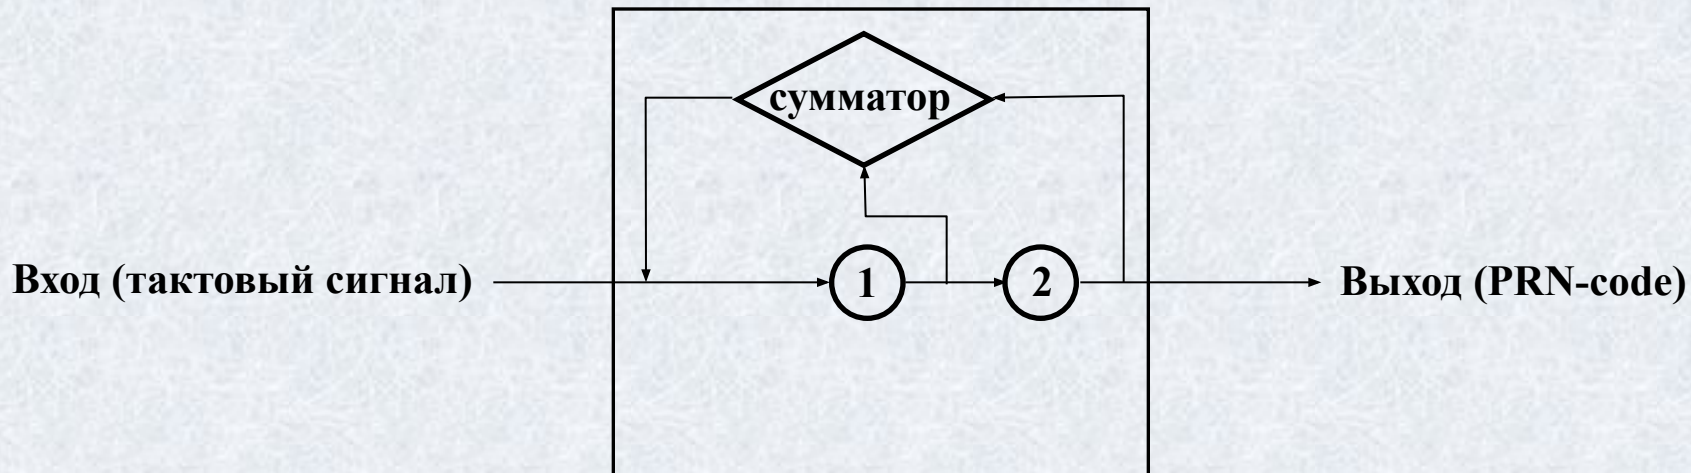 сумматор
Вход (тактовый сигнал)
1
2
Выход (PRN-code)